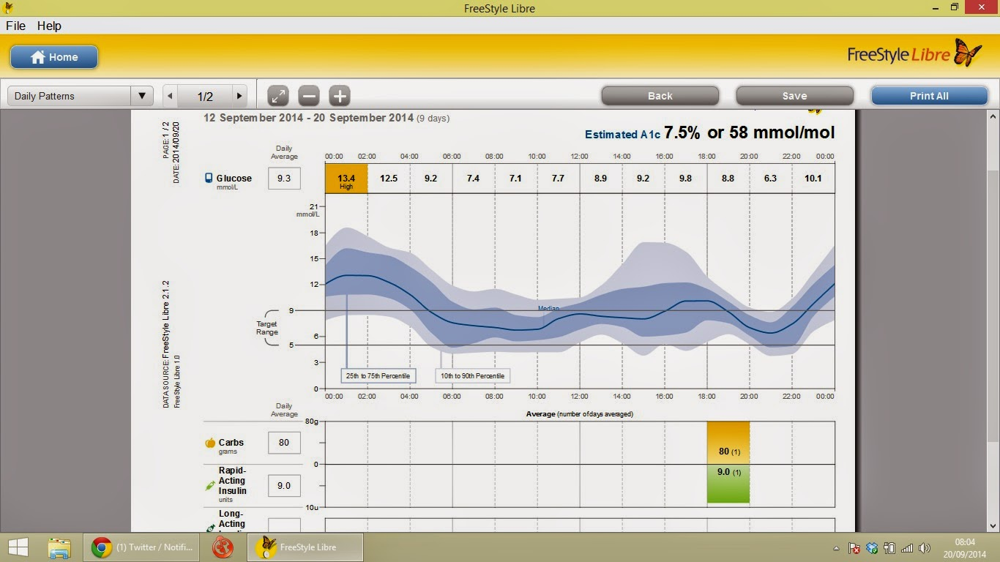 FreeStyle Libre
File Help
Home
FreeStyle Libre
Daily Patterns
1/2
Back
Save
Print All
12 September 2014 - 20 September 2014 (9 days)
PAGE: 1 / 2
DATE: 2014/09/20
Estimated A1c 7.5% or 58 mmol/mol
Daily
Average
00:00 02:00 04:00 06:00 08:00 10:00 12:00 14:00 16:00 18:00 20:00 22:00 00:00
Glucose
mmol/L
9.3
13.4 12.5 9.2 7.4 7.1 7.7 8.9 9.2 9.8 8.8 6.3 10.1
High
21
mmol/L
18
15
12
Median
9
Target
Range
6
5
3
0
25th to 75th Percentile
10th to 90th Percentile
DATA SOURCE: FreeStyle Libre 2.1.2
FreeStyle Libre 1.0
00:00 02:00 04:00 06:00 08:00 10:00 12:00 14:00 16:00 18:00 20:00 22:00 00:00
Daily
Average
Average (number of days averaged)
80g
Carbs
grams
80
80 (1)
0
Rapid-
Acting
Insulin
units
9.0
9.0 (1)
10u
Long-
Acting
(1) Twitter / Notifi...
FreeStyle Libre
08:04
20/09/2014